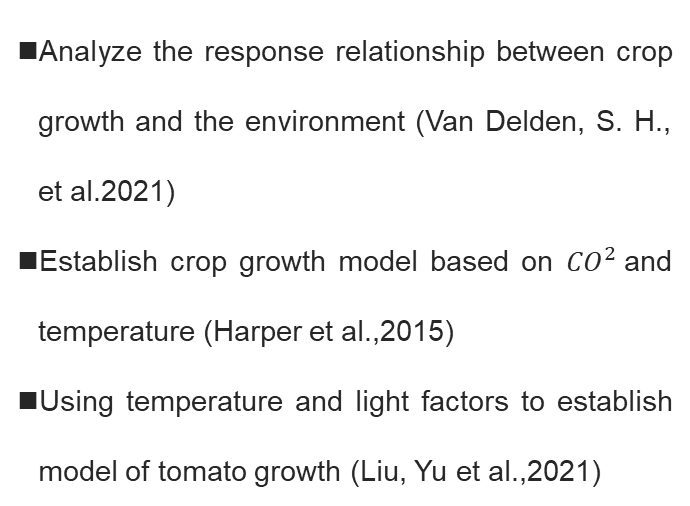 ■Analyze the response relationship between crop
growth and the environment (Van Delden, S. H.,
et al.2021)
■Establish crop growth model based on CO² and
temperature (Harper et al.,2015)
■Using temperature and light factors to establish
model of tomato growth (Liu, Yu et al.,2021)